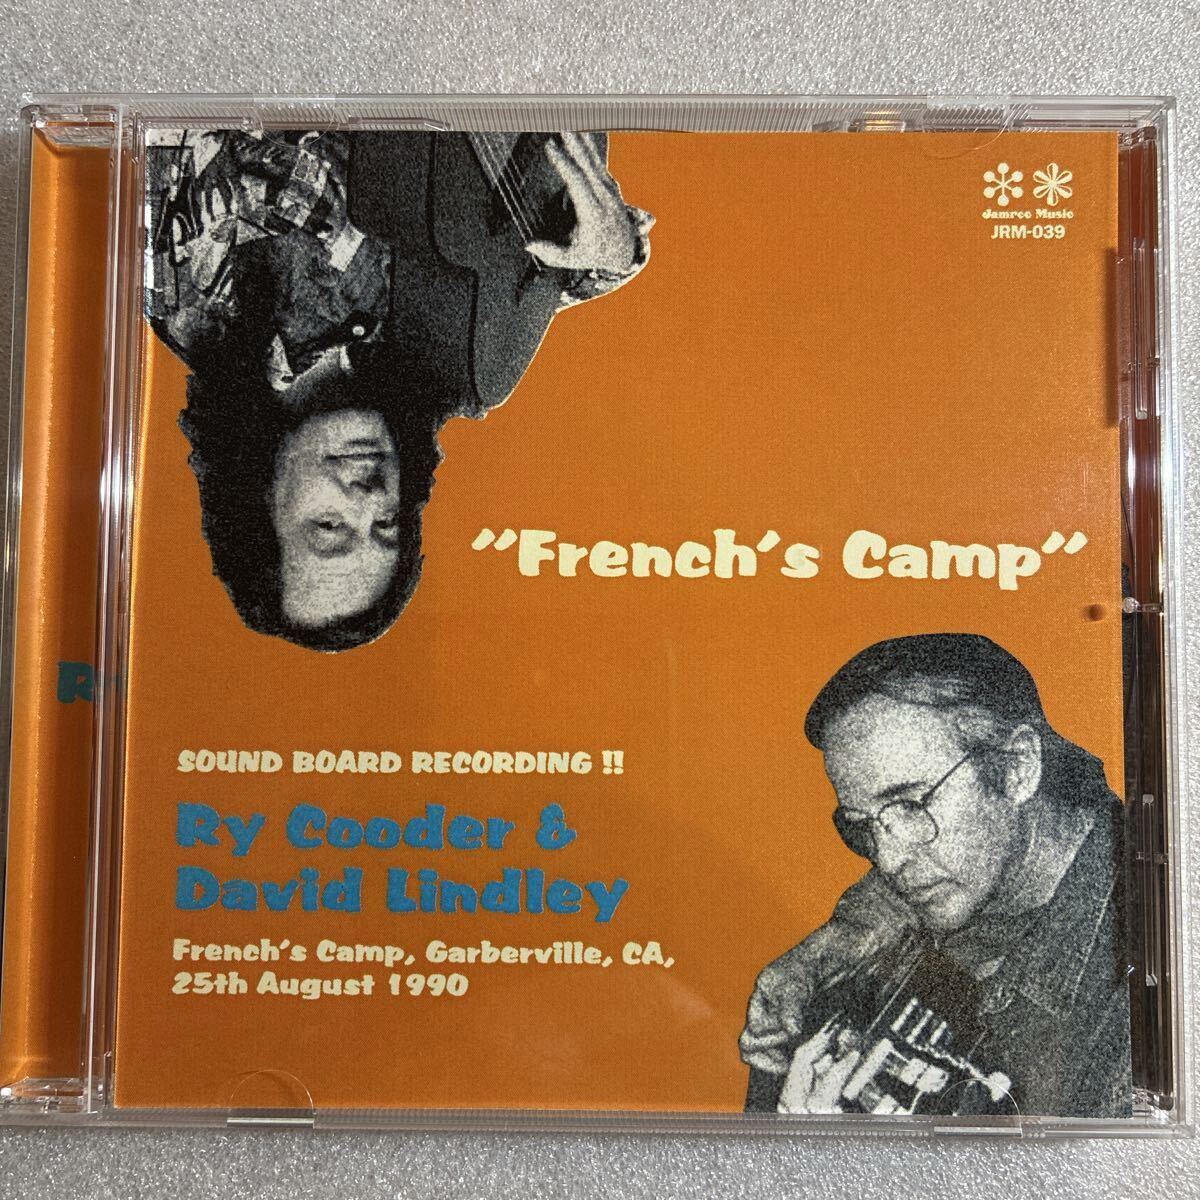 Jamroc Music
JRM-039
"French's Camp"
SOUND BOARD RECORDING !!
Ry Cooder &
David Lindley
French's Camp, Garberville, CA,
25th August 1990